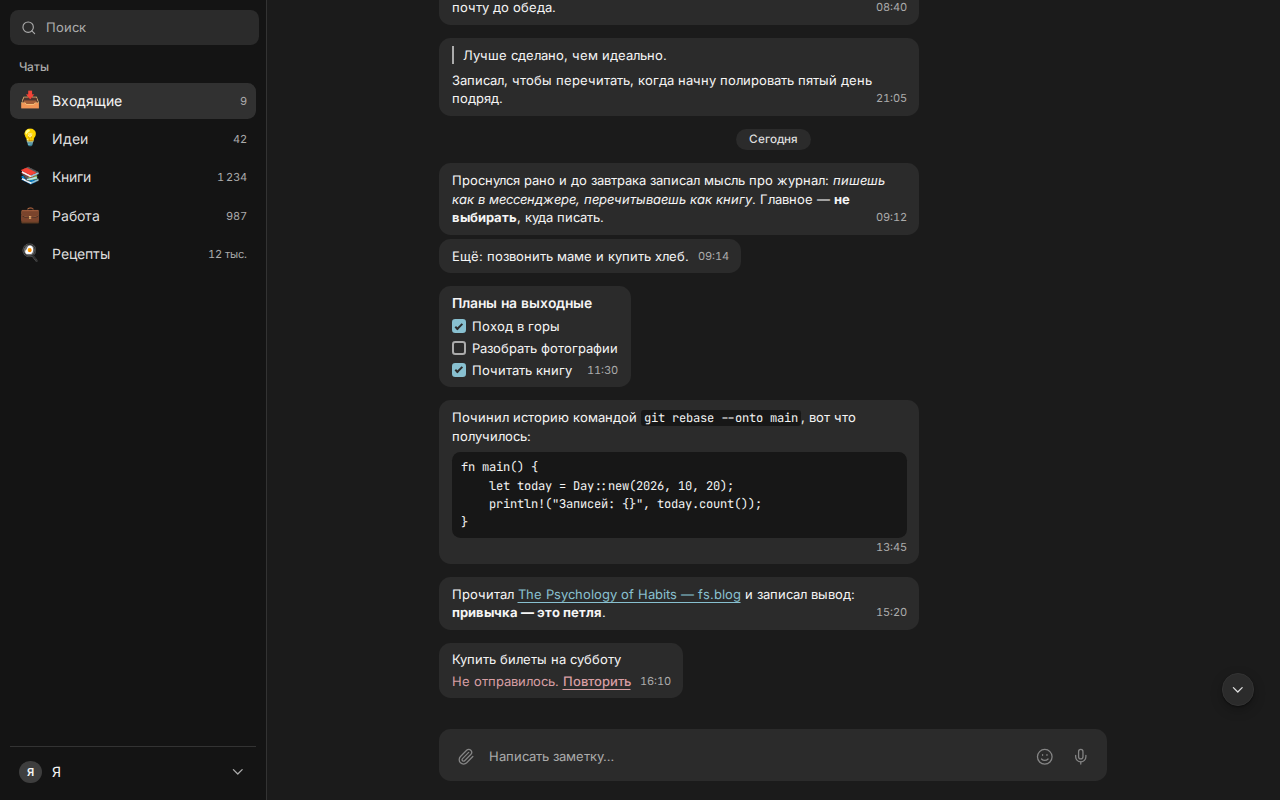 Поиск
Чаты
Входящие 9
Идеи 42
Книги 1 234
Работа 987
Рецепты 12 тыс.
Я Я
почту до обеда. 08:40
Лучше сделано, чем идеально.
Записал, чтобы перечитать, когда начну полировать пятый день
подряд. 21:05
Сегодня
Проснулся рано и до завтрака записал мысль про журнал: пишешь
как в мессенджере, перечитываешь как книгу. Главное — не
выбирать, куда писать. 09:12
Ещё: позвонить маме и купить хлеб. 09:14
Планы на выходные
Поход в горы
Разобрать фотографии
Почитать книгу 11:30
Починил историю командой git rebase --onto main, вот что
получилось:
fn main() {
    let today = Day::new(2026, 10, 20);
    println!("Записей: {}", today.count());
}
13:45
Прочитал The Psychology of Habits — fs.blog и записал вывод:
привычка — это петля. 15:20
Купить билеты на субботу
Не отправилось. Повторить 16:10
Написать заметку...